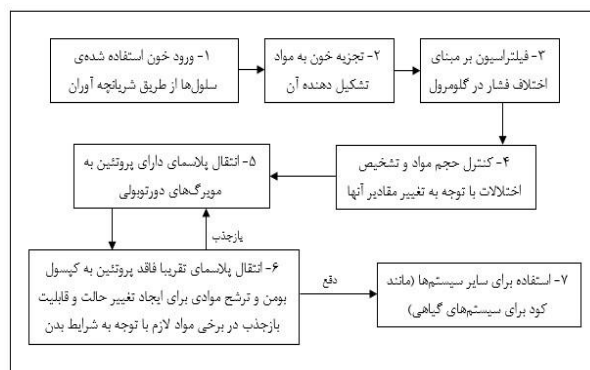 ۱- ورود خون استفاده شده‌ی
سلول‌ها از طریق شریانچه آوران
۲- تجزیه خون به مواد
تشکیل دهنده آن
۳- فیلتراسیون بر مبنای
اختلاف فشار در گلومرول
۴- کنترل حجم مواد و تشخیص
اختلالات با توجه به تغییر مقادیر آنها
۵- انتقال پلاسمای دارای پروتئین به
مویرگ‌های دورتوبولی
بازجذب
۶- انتقال پلاسمای تقریبا فاقد پروتئین به کپسول
بومن و ترشح موادی برای ایجاد تغییر حالت و قابلیت
بازجذب در برخی مواد لازم با توجه به شرایط بدن
دفع
۷- استفاده برای سایر سیستم‌ها (مانند
کود برای سیستم‌های گیاهی)